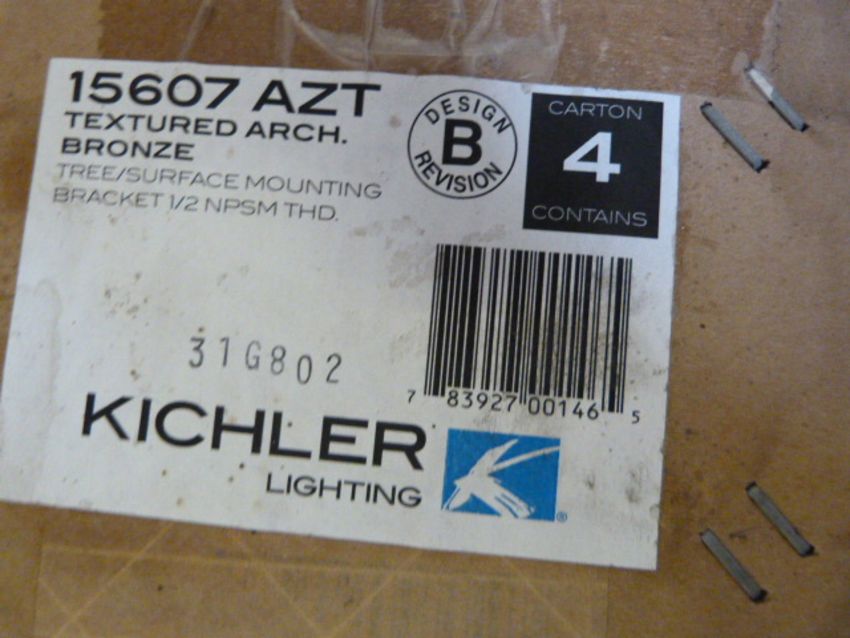 15607 AZT
TEXTURED ARCH.
BRONZE
TREE/SURFACE MOUNTING
BRACKET 1/2 NPSM THD.
DESIGN
B
REVISION
CARTON
4
CONTAINS
31G802
7 83927 00146 5
KICHLER
LIGHTING
®